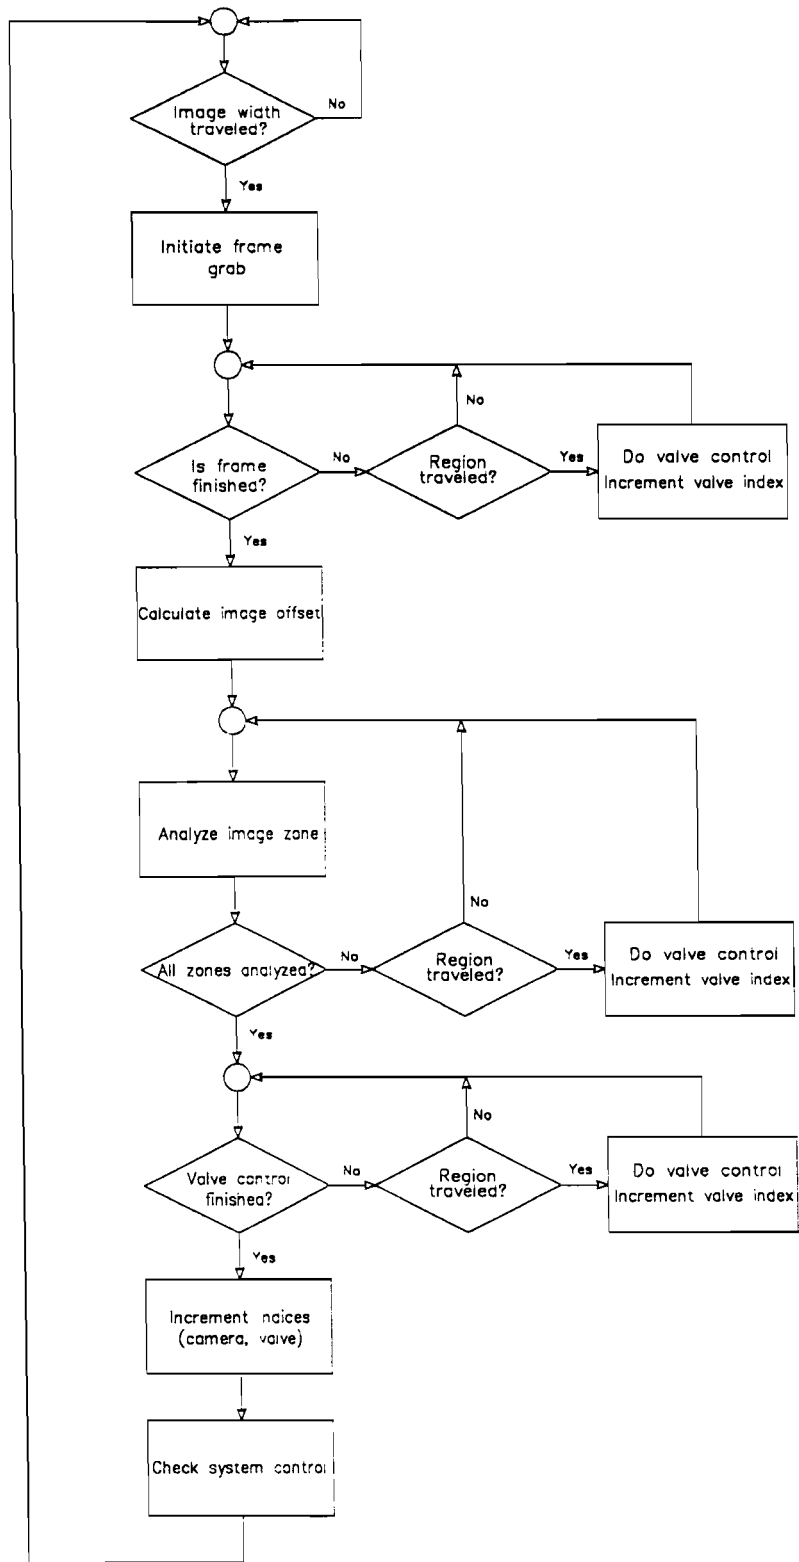 Image width
traveled?
No
Yes
Initiate frame
grab
Is frame
finished?
No
Region
traveled?
No
Yes
Do valve control
Increment valve index
Yes
Calculate image offset
Analyze image zone
All zones analyzed?
No
Region
traveled?
No
Yes
Do valve control
Increment valve index
Yes
Valve control
finished?
No
Region
traveled?
No
Yes
Do valve control
Increment valve index
Yes
Increment ndices
(camera, valve)
Check system control